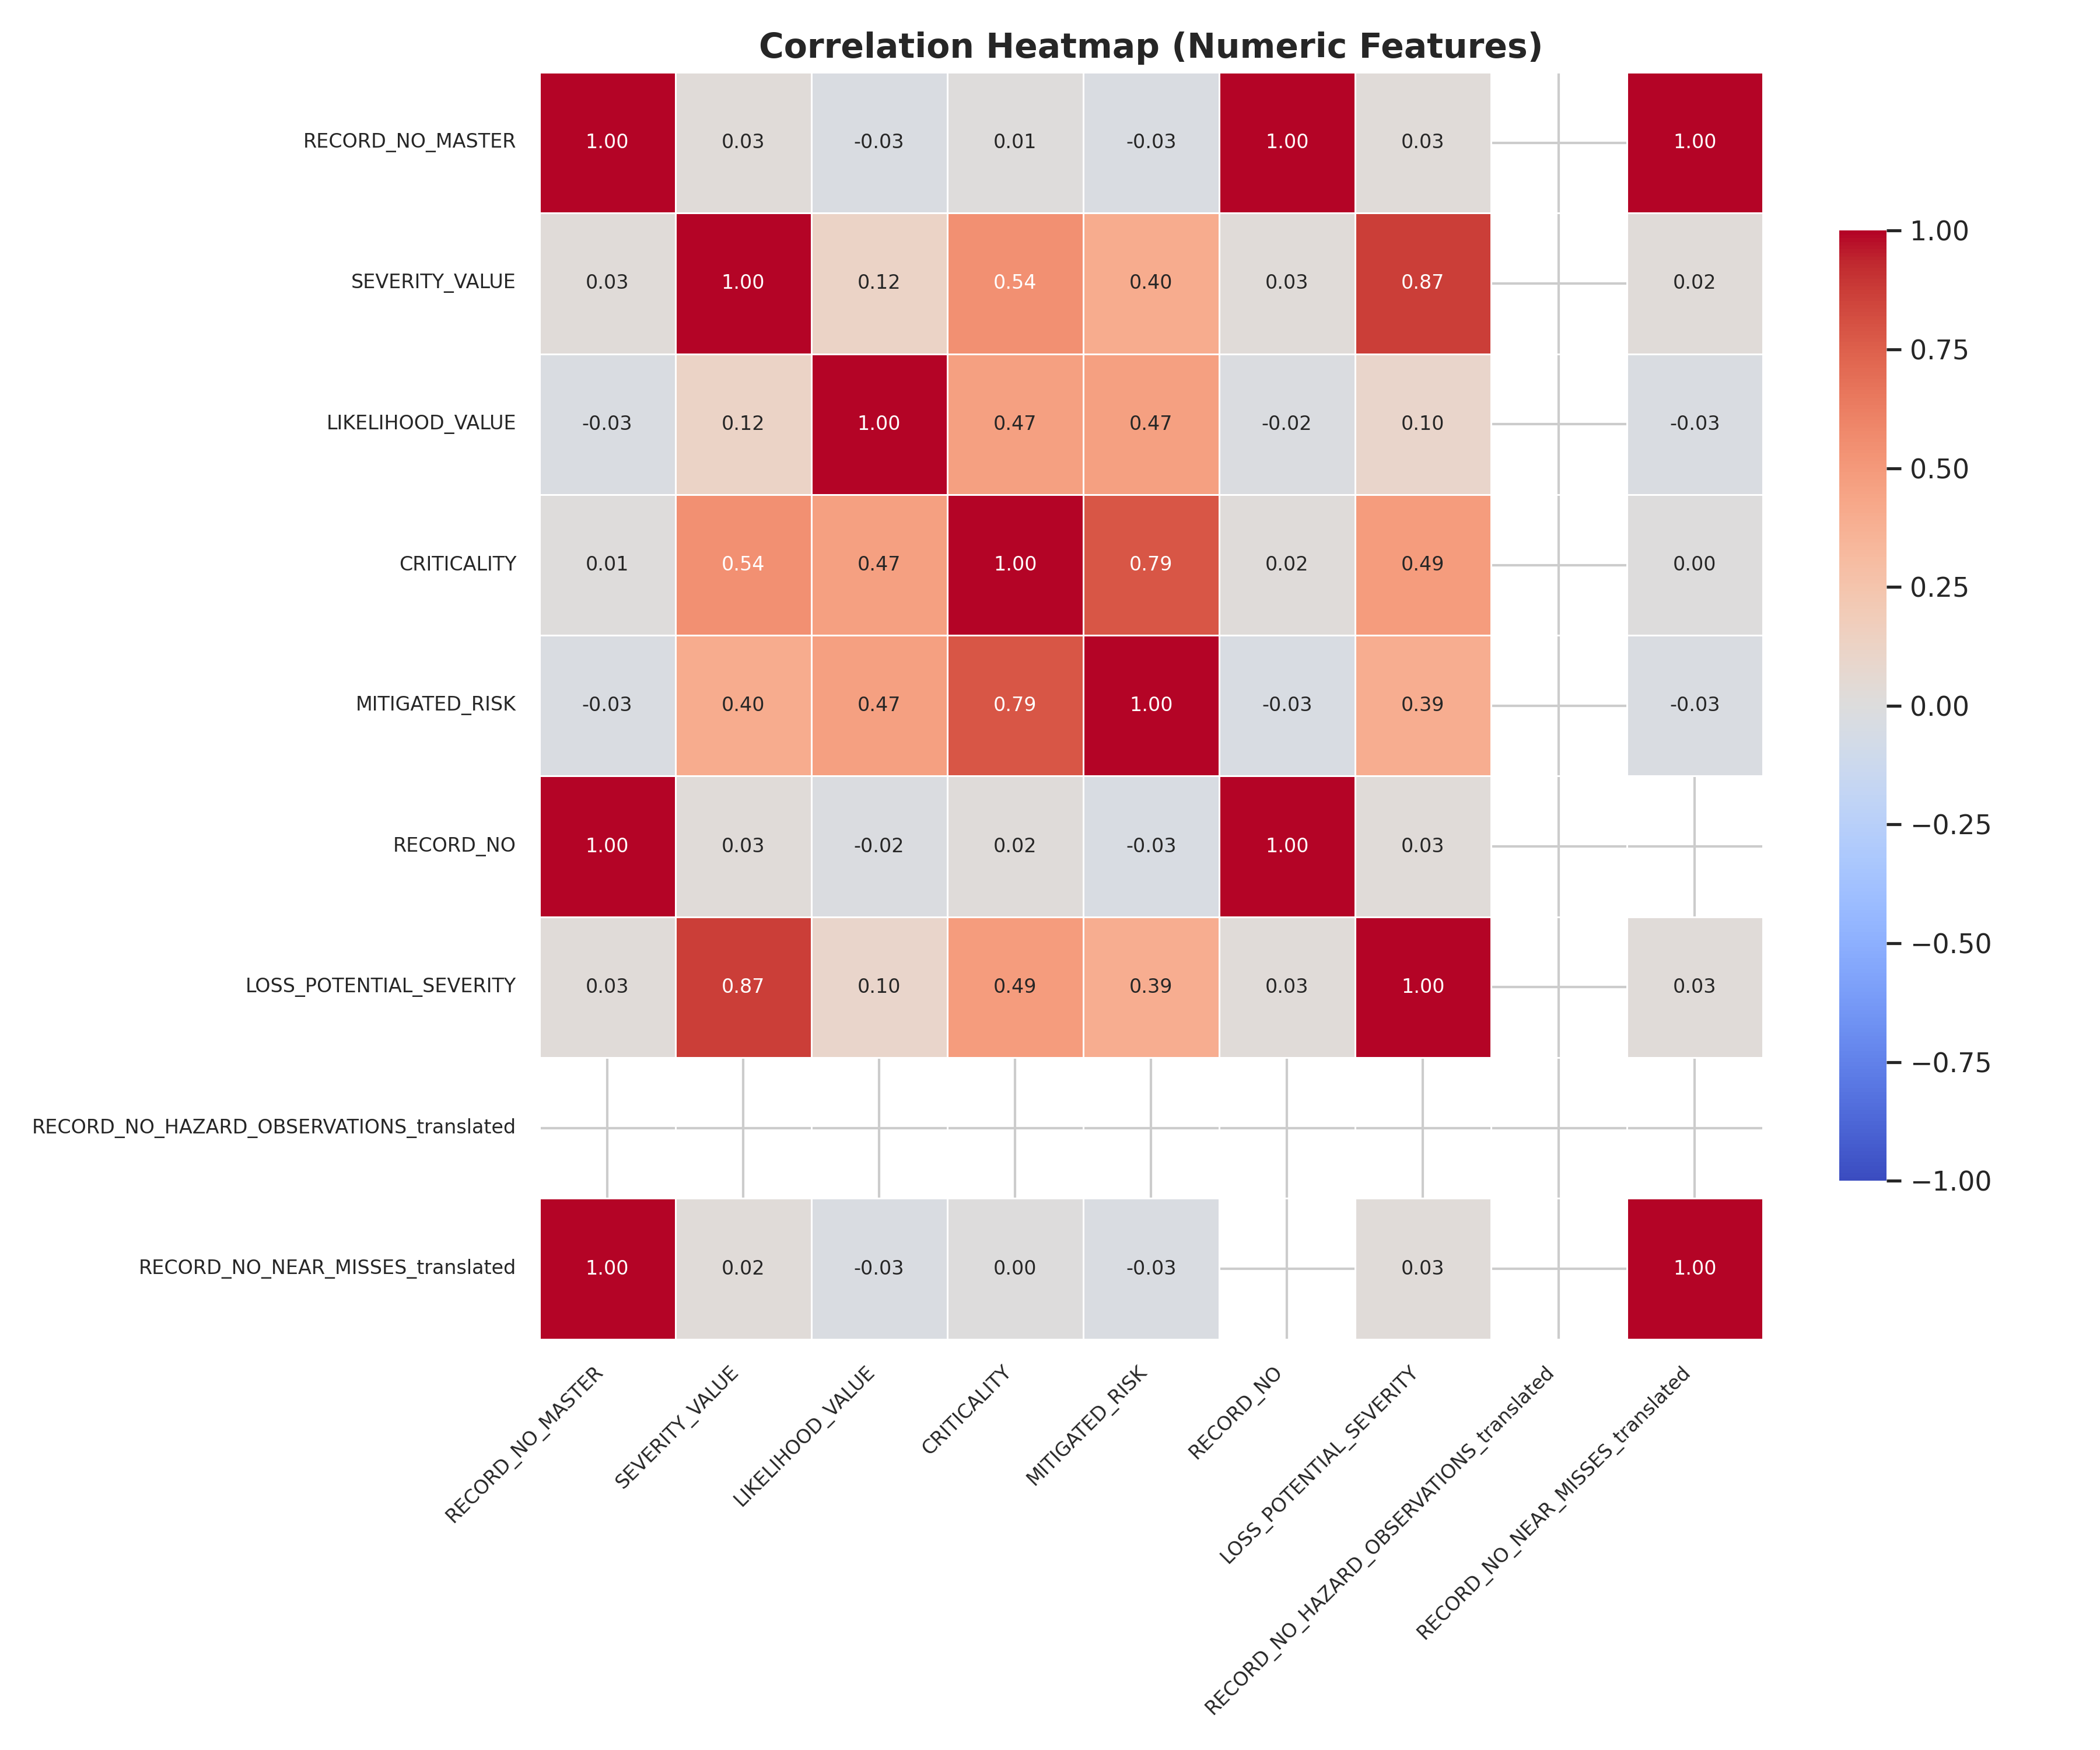 Correlation Heatmap (Numeric Features)
RECORD_NO_MASTER 1.00 0.03 -0.03 0.01 -0.03 1.00 0.03 1.00
SEVERITY_VALUE 0.03 1.00 0.12 0.54 0.40 0.03 0.87 0.02
LIKELIHOOD_VALUE -0.03 0.12 1.00 0.47 0.47 -0.02 0.10 -0.03
CRITICALITY 0.01 0.54 0.47 1.00 0.79 0.02 0.49 0.00
MITIGATED_RISK -0.03 0.40 0.47 0.79 1.00 -0.03 0.39 -0.03
RECORD_NO 1.00 0.03 -0.02 0.02 -0.03 1.00 0.03
LOSS_POTENTIAL_SEVERITY 0.03 0.87 0.10 0.49 0.39 0.03 1.00 0.03
RECORD_NO_HAZARD_OBSERVATIONS_translated
RECORD_NO_NEAR_MISSES_translated 1.00 0.02 -0.03 0.00 -0.03 0.03 1.00
RECORD_NO_MASTER
SEVERITY_VALUE
LIKELIHOOD_VALUE
CRITICALITY
MITIGATED_RISK
RECORD_NO
LOSS_POTENTIAL_SEVERITY
RECORD_NO_HAZARD_OBSERVATIONS_translated
RECORD_NO_NEAR_MISSES_translated
1.00
0.75
0.50
0.25
0.00
−0.25
−0.50
−0.75
−1.00